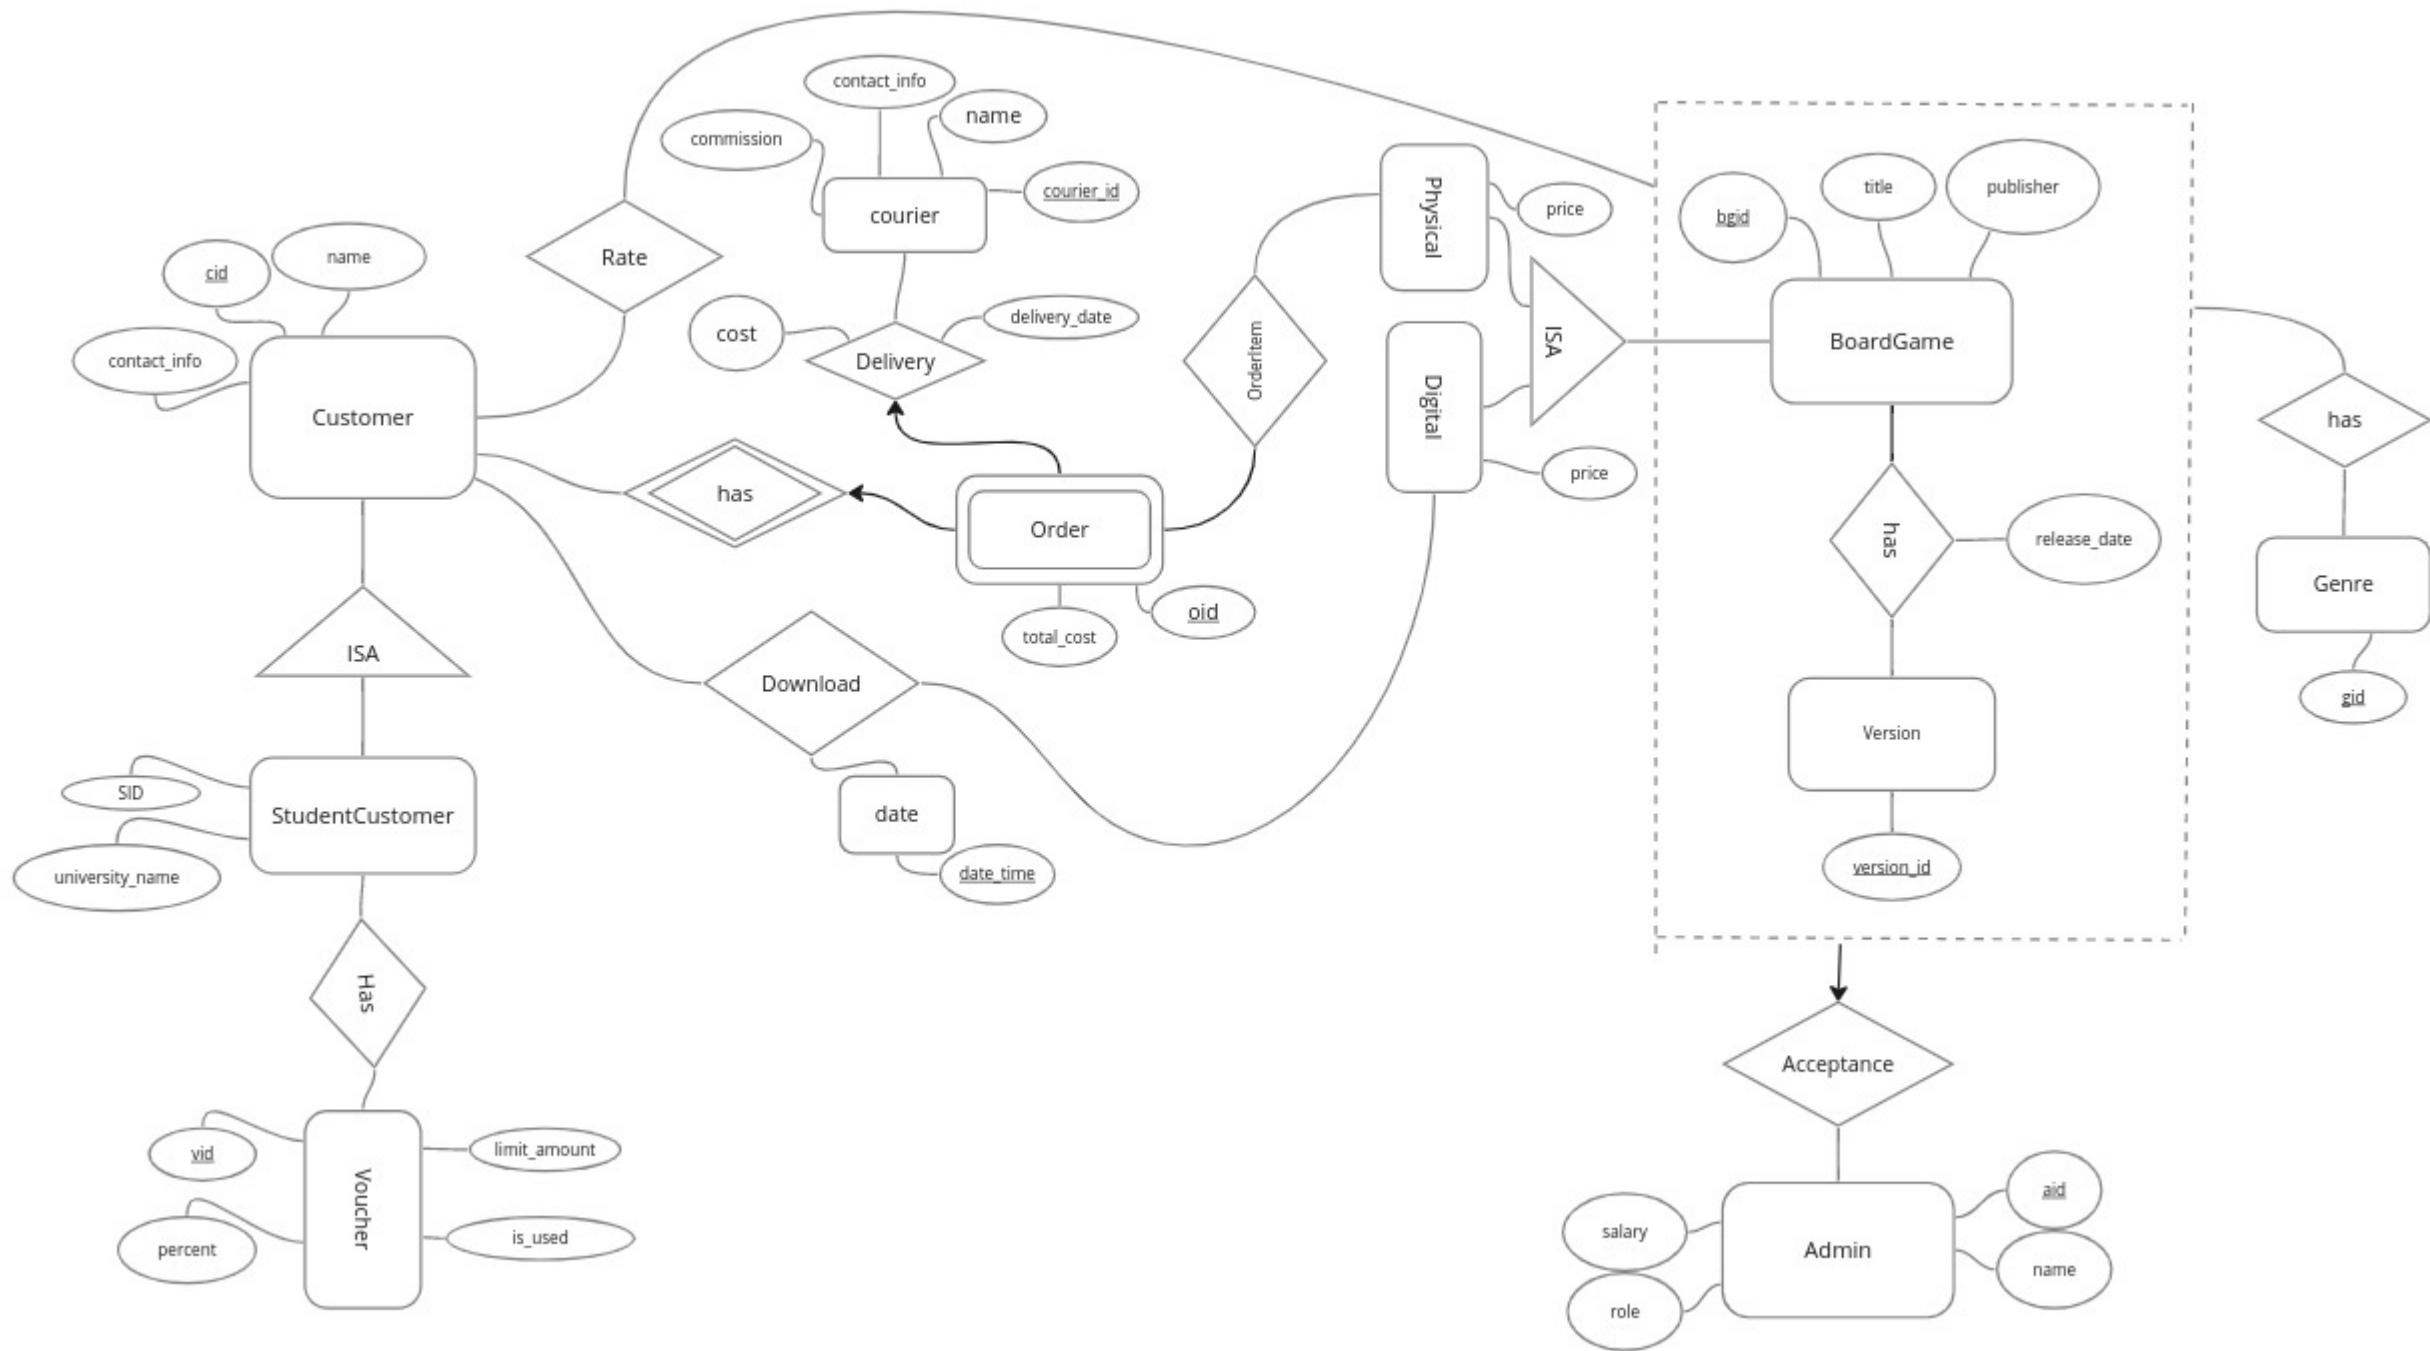 contact_info
name
commission
courier_id
courier
Rate
cid
name
contact_info
Customer
cost
delivery_date
Delivery
has
Order
total_cost
oid
OrderItem
Physical
price
ISA
Digital
price
bgid
title
publisher
BoardGame
has
release_date
Version
version_id
has
Genre
gid
ISA
Download
date
date_time
SID
StudentCustomer
university_name
Has
vid
limit_amount
Voucher
percent
is_used
Acceptance
aid
salary
Admin
name
role